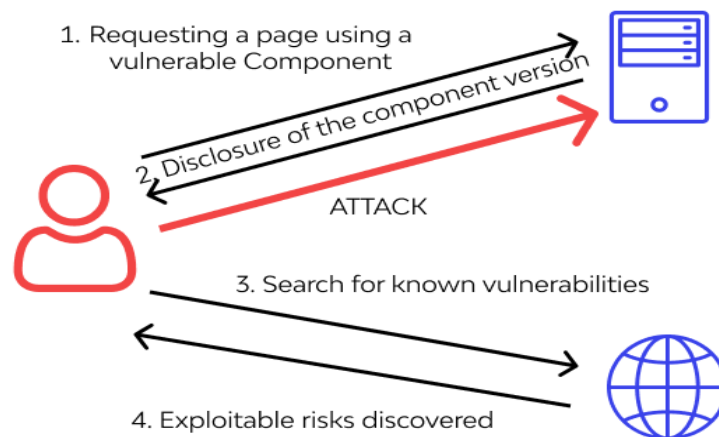 1. Requesting a page using a
vulnerable Component
2. Disclosure of the component version
ATTACK
3. Search for known vulnerabilities
4. Exploitable risks discovered